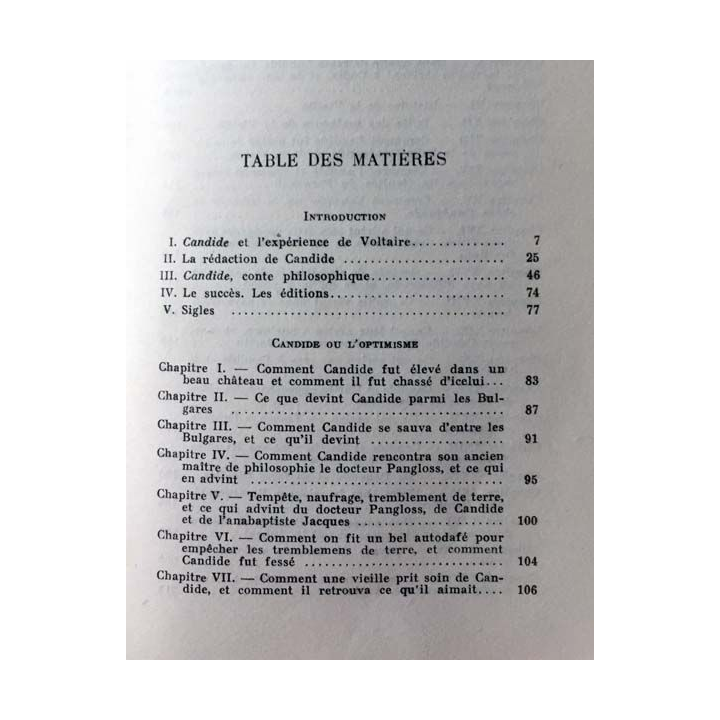 TABLE DES MATIÈRES
INTRODUCTION
I. Candide et l'expérience de Voltaire.............. 7
II. La rédaction de Candide ........................ 25
III. Candide, conte philosophique.................... 46
IV. Le succès. Les éditions.......................... 74
V. Sigles ......................................... 77
CANDIDE OU L'OPTIMISME
Chapitre I. — Comment Candide fut élevé dans un
beau château et comment il fut chassé d'icelui... 83
Chapitre II. — Ce que devint Candide parmi les Bul-
gares ......................................... 87
Chapitre III. — Comment Candide se sauva d'entre les
Bulgares, et ce qu'il devint .................... 91
Chapitre IV. — Comment Candide rencontra son ancien
maître de philosophie le docteur Pangloss, et ce qui
en advint ...................................... 95
Chapitre V. — Tempête, naufrage, tremblement de terre,
et ce qui advint du docteur Pangloss, de Candide
et de l'anabaptiste Jacques ...................... 100
Chapitre VI. — Comment on fit un bel autodafé pour
empêcher les tremblemens de terre, et comment
Candide fut fessé .............................. 104
Chapitre VII. — Comment une vieille prit soin de Can-
dide, et comment il retrouva ce qu'il aimait.... 106